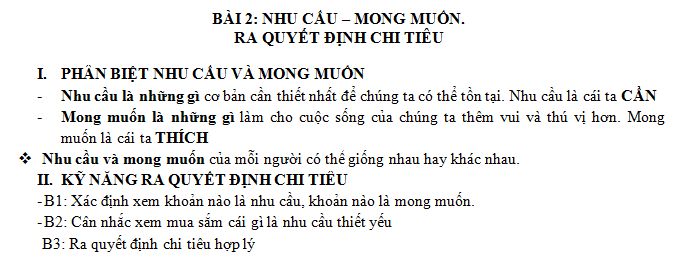 BÀI 2: NHU CẦU – MONG MUỐN.
RA QUYẾT ĐỊNH CHI TIÊU
I. PHÂN BIỆT NHU CẦU VÀ MONG MUỐN
- Nhu cầu là những gì cơ bản cần thiết nhất để chúng ta có thể tồn tại. Nhu cầu là cái ta CẦN
- Mong muốn là những gì làm cho cuộc sống của chúng ta thêm vui và thú vị hơn. Mong
muốn là cái ta THÍCH
❖ Nhu cầu và mong muốn của mỗi người có thể giống nhau hay khác nhau.
II. KỸ NĂNG RA QUYẾT ĐỊNH CHI TIÊU
-B1: Xác định xem khoản nào là nhu cầu, khoản nào là mong muốn.
-B2: Cân nhắc xem mua sắm cái gì là nhu cầu thiết yếu
B3: Ra quyết định chi tiêu hợp lý